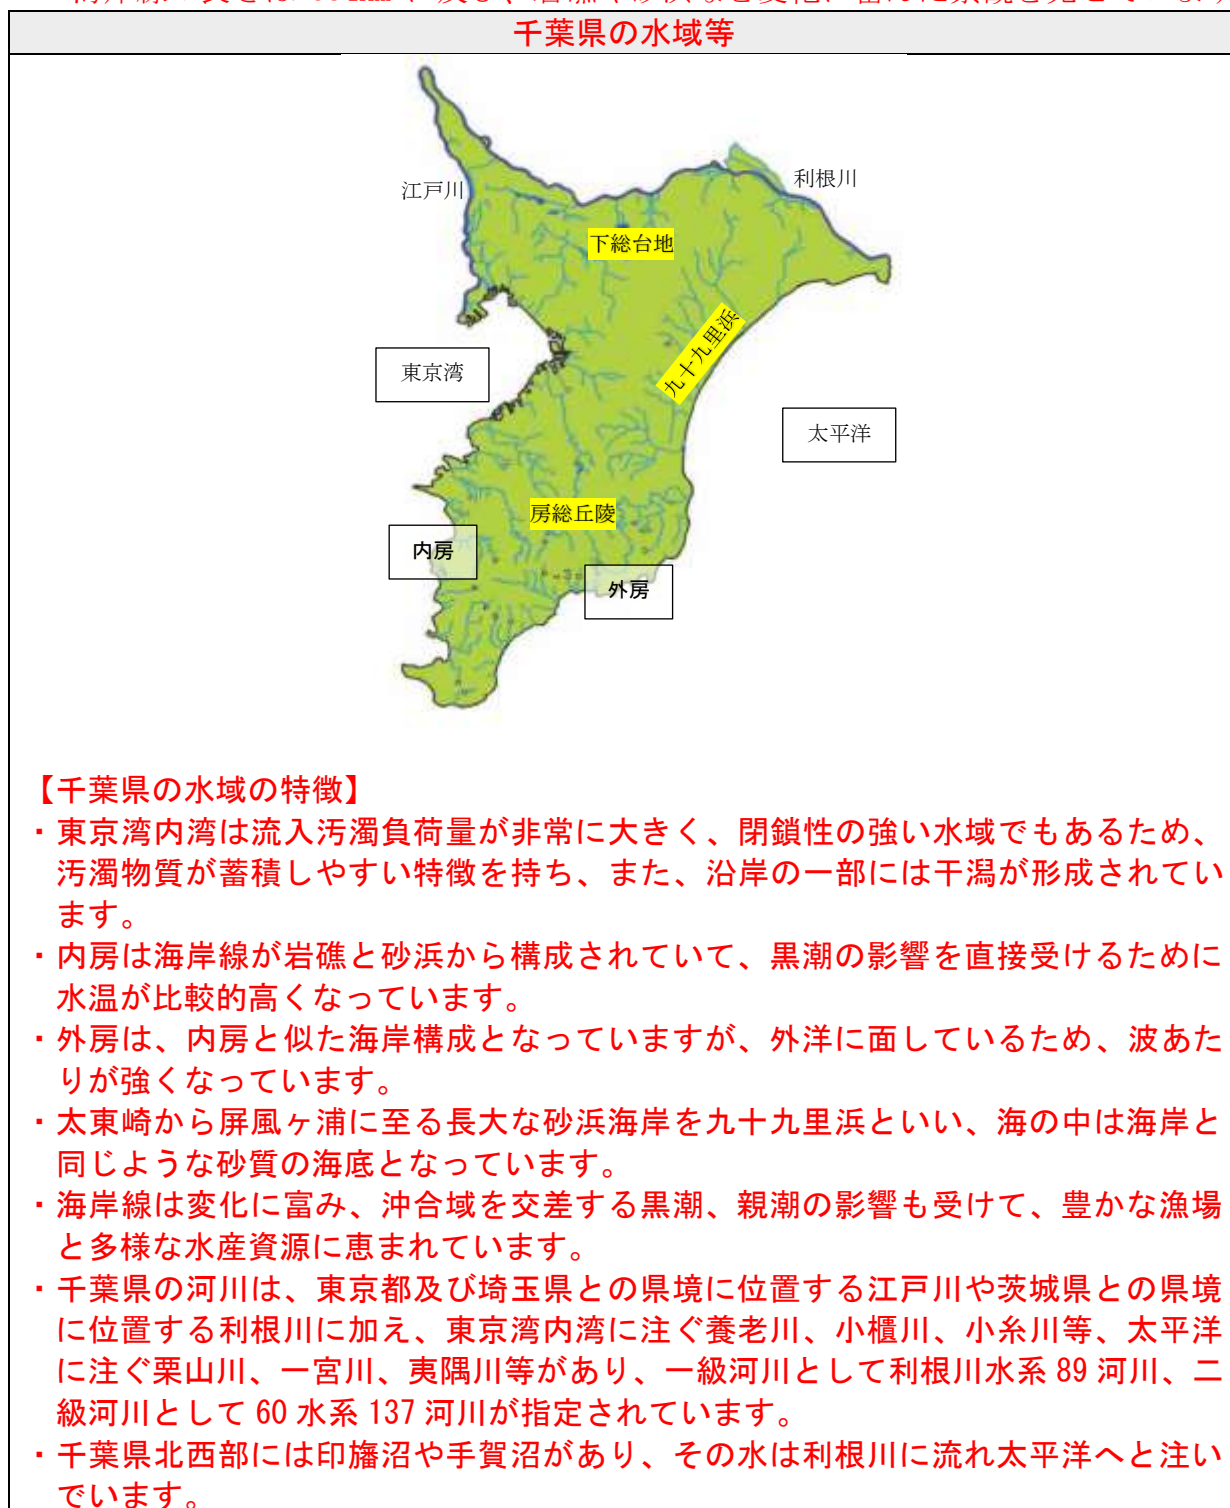 千葉県の水域等
江戸川
利根川
下総台地
九十九里浜
東京湾
太平洋
房総丘陵
内房
外房
【千葉県の水域の特徴】
・東京湾内湾は流入汚濁負荷量が非常に大きく、閉鎖性の強い水域でもあるため、
汚濁物質が蓄積しやすい特徴を持ち、また、沿岸の一部には干潟が形成されてい
ます。
・内房は海岸線が岩礁と砂浜から構成されていて、黒潮の影響を直接受けるために
水温が比較的高くなっています。
・外房は、内房と似た海岸構成となっていますが、外洋に面しているため、波あた
りが強くなっています。
・太東崎から屏風ヶ浦に至る長大な砂浜海岸を九十九里浜といい、海の中は海岸と
同じような砂質の海底となっています。
・海岸線は変化に富み、沖合域を交差する黒潮、親潮の影響も受けて、豊かな漁場
と多様な水産資源に恵まれています。
・千葉県の河川は、東京都及び埼玉県との県境に位置する江戸川や茨城県との県境
に位置する利根川に加え、東京湾内湾に注ぐ養老川、小櫃川、小糸川等、太平洋
に注ぐ栗山川、一宮川、夷隅川等があり、一級河川として利根川水系 89 河川、二
級河川として 60 水系 137 河川が指定されています。
・千葉県北西部には印旛沼や手賀沼があり、その水は利根川に流れ太平洋へと注い
でいます。